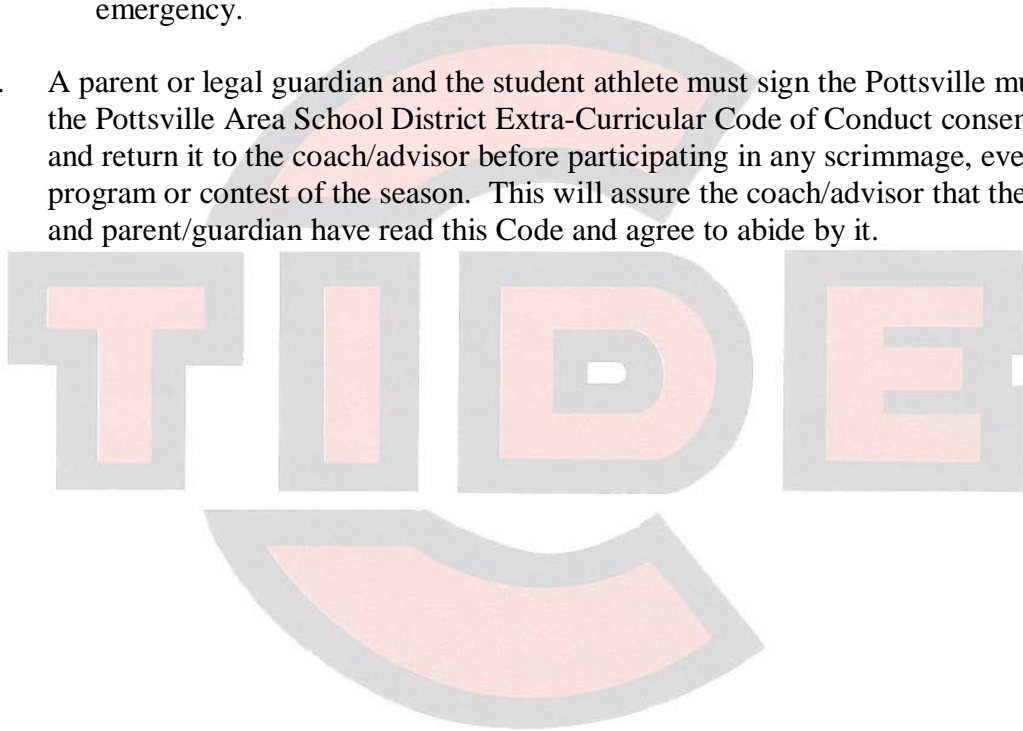 emergency.
. A parent or legal guardian and the student athlete must sign the Pottsville mu
the Pottsville Area School District Extra-Curricular Code of Conduct consen
and return it to the coach/advisor before participating in any scrimmage, eve
program or contest of the season. This will assure the coach/advisor that the
and parent/guardian have read this Code and agree to abide by it.
TIDE